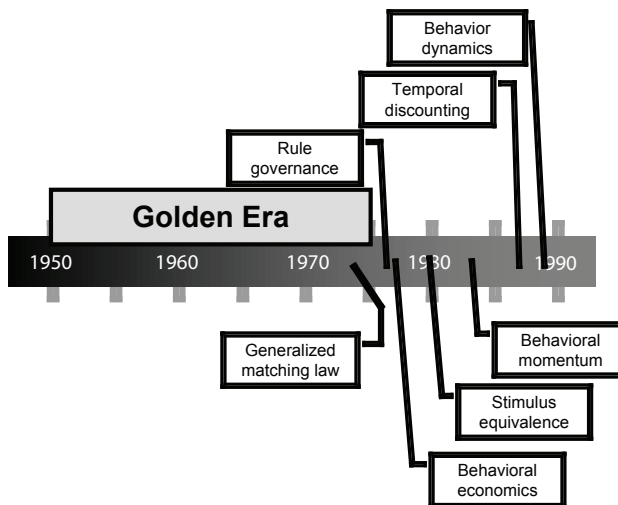 Behavior
dynamics
Temporal
discounting
Rule
governance
Golden Era
1950 1960 1970 1980 1990
Generalized
matching law
Behavioral
momentum
Stimulus
equivalence
Behavioral
economics